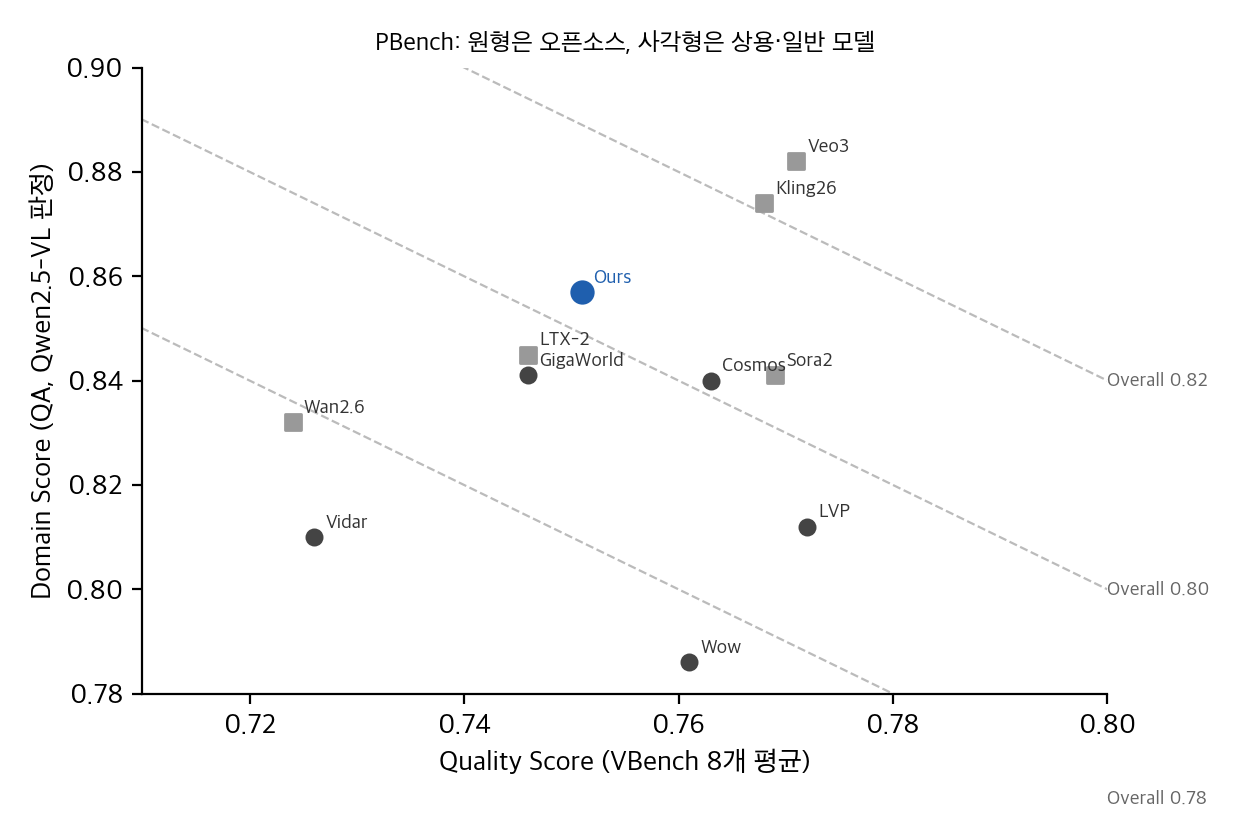 PBench: 원형은 오픈소스, 사각형은 상용·일반 모델
0.90
0.88
0.86
0.84
0.82
0.80
0.78
Domain Score (QA, Qwen2.5-VL 판정)
Veo3
Kling26
Ours
LTX-2
GigaWorld
Cosmos
Sora2
Wan2.6
Vidar
LVP
Wow
Overall 0.82
Overall 0.80
Overall 0.78
0.72
0.74
0.76
0.78
0.80
Quality Score (VBench 8개 평균)